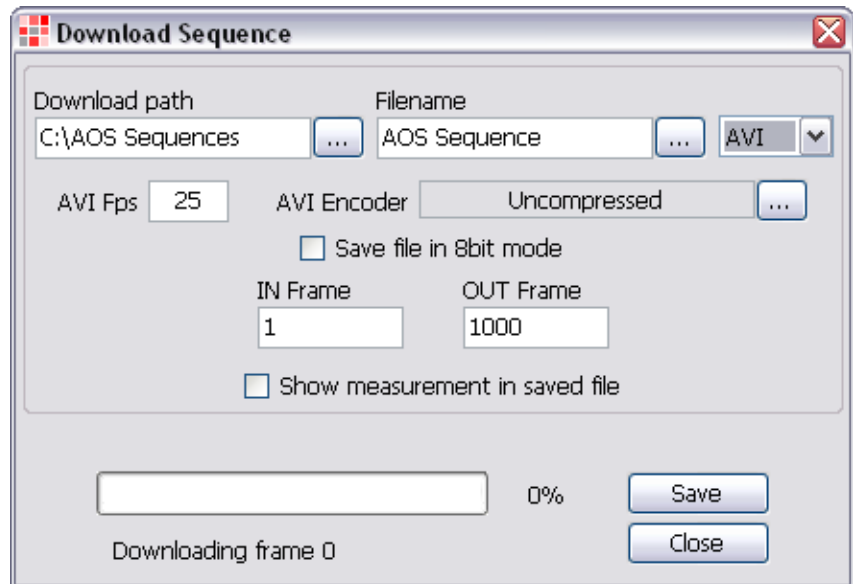 Download Sequence
Download path Filename
C:\AOS Sequences ... AOS Sequence ... AVI
AVI Fps 25 AVI Encoder Uncompressed ...
Save file in 8bit mode
IN Frame OUT Frame
1 1000
Show measurement in saved file
0% Save
Downloading frame 0 Close